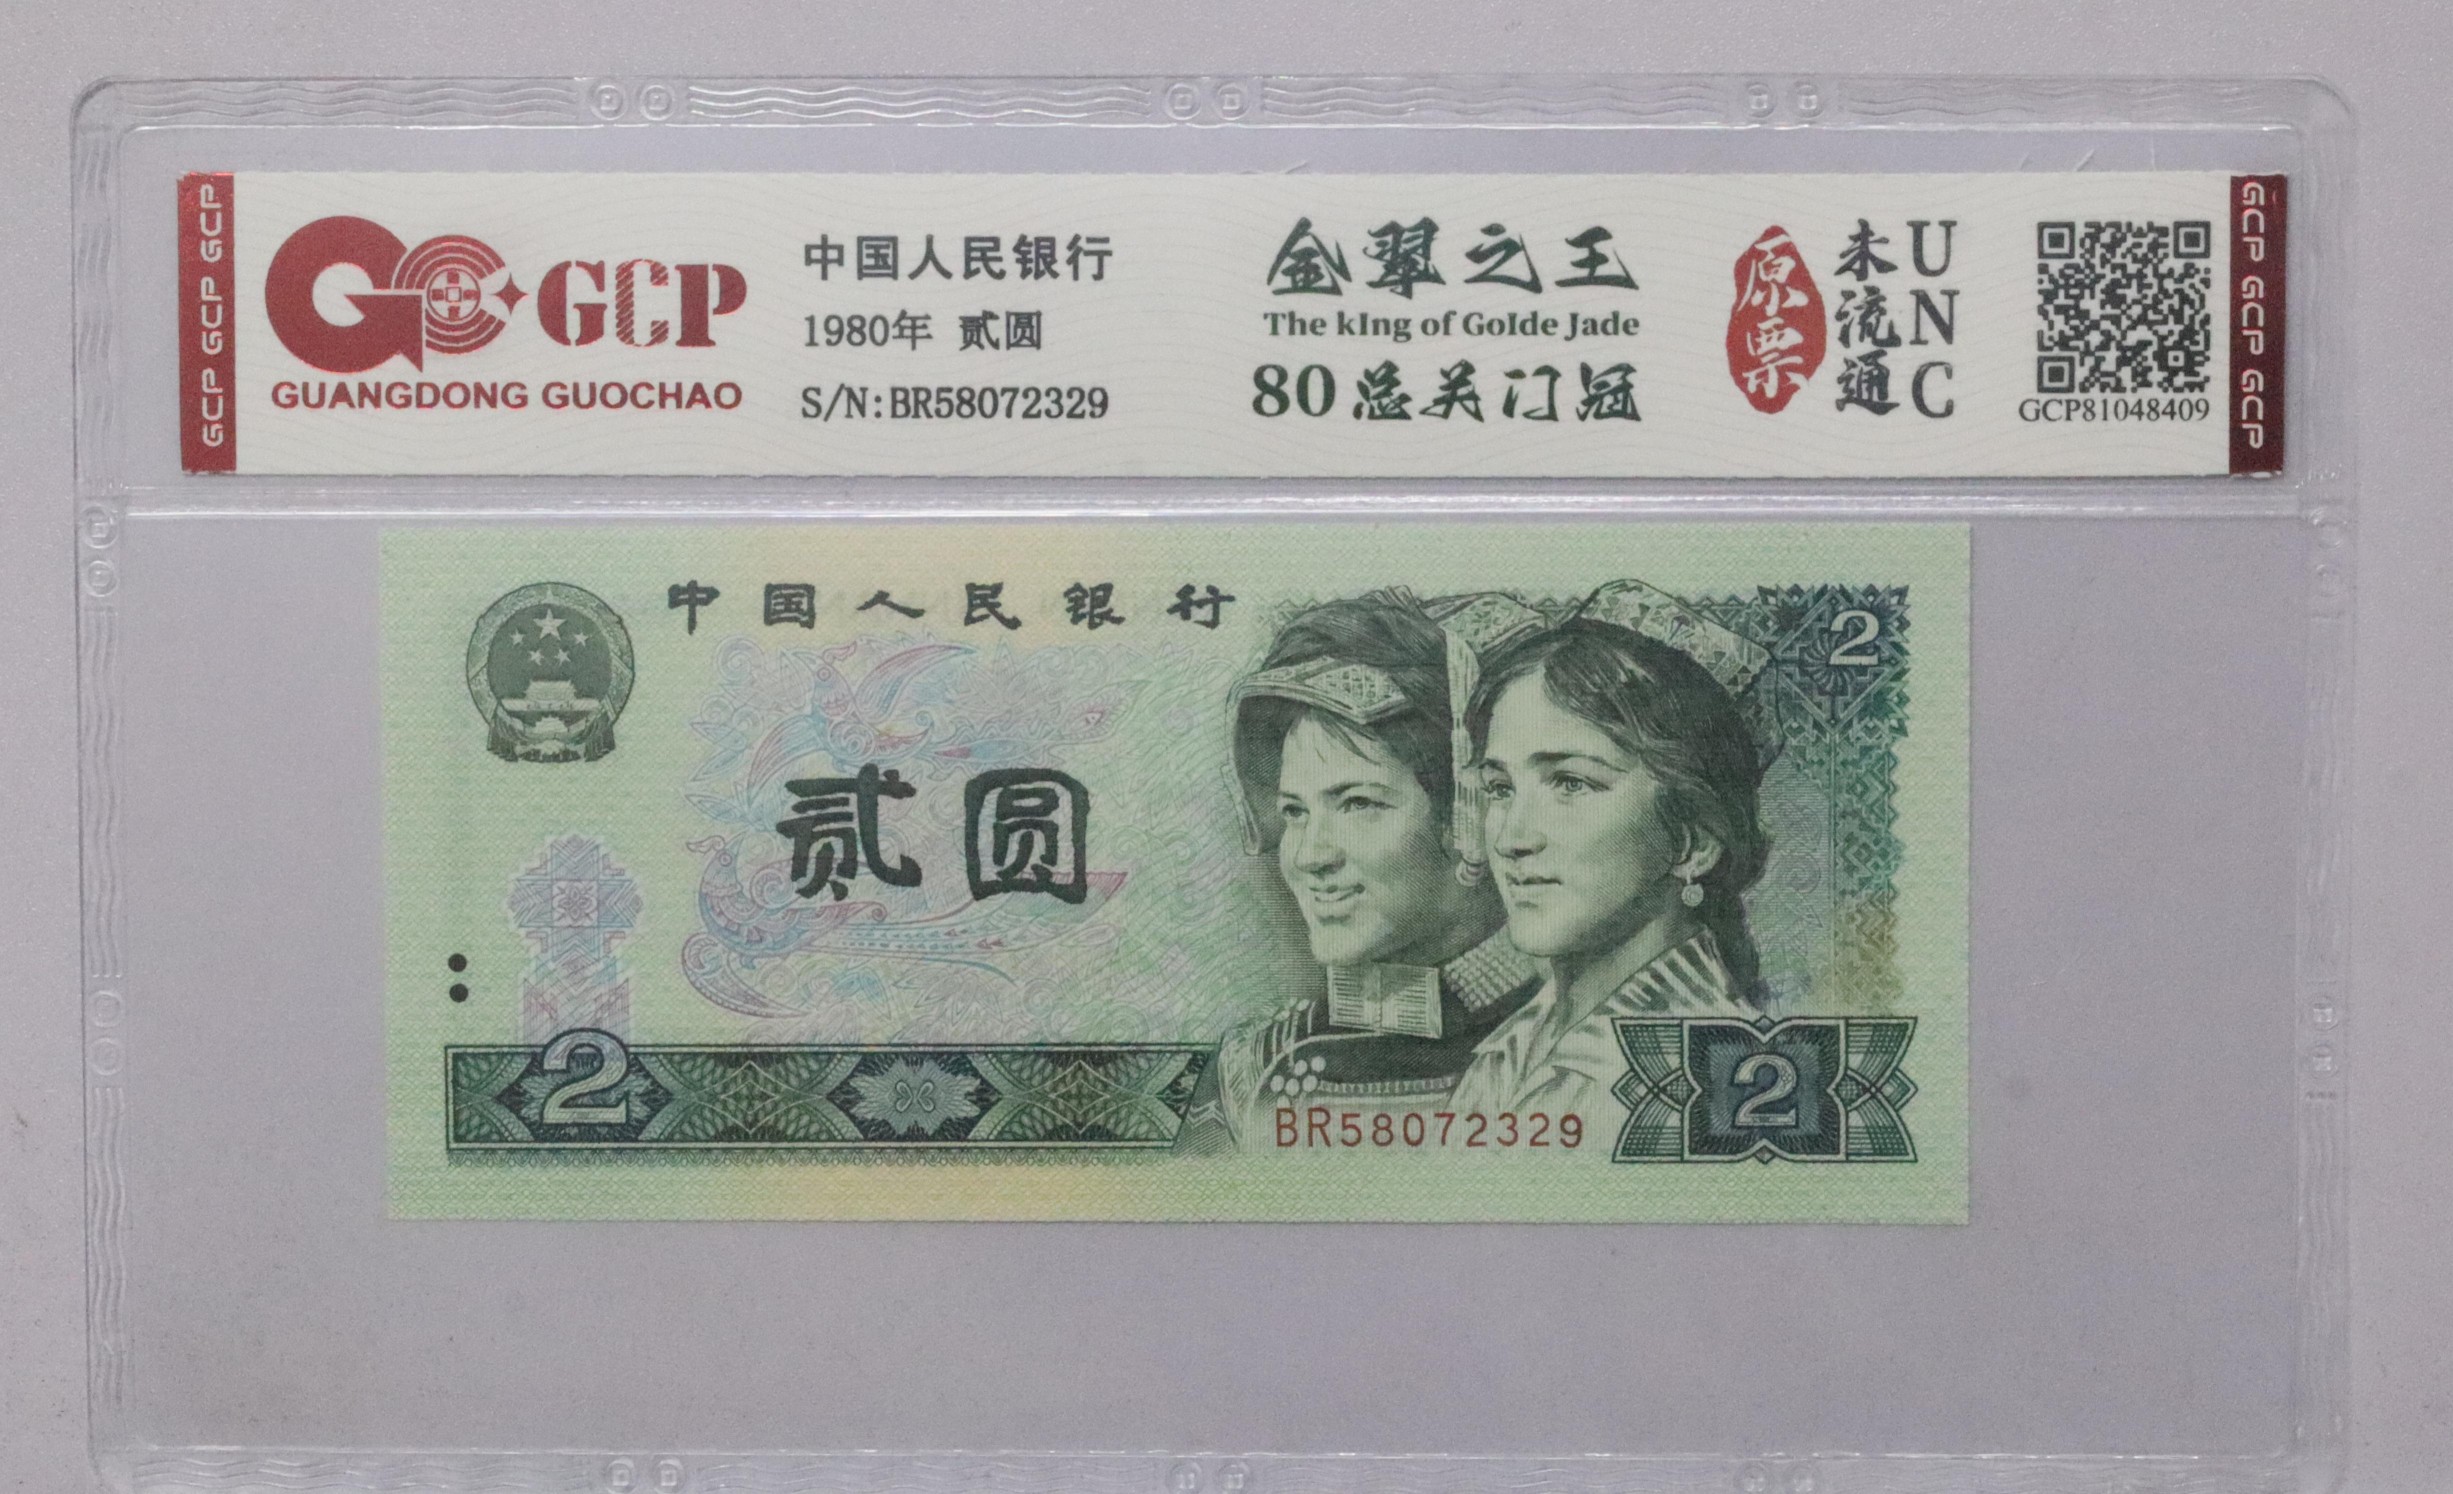 GCP GCP GCP
GCP
GUANGDONG GUOCHAO
中国人民银行
1980年 贰圆
S/N:BR58072329
金翠之王
The kIng of GoIde Jade
80总关门冠
原票
未流通
UNC
GCP81048409
GCP GCP GCP
中国人民银行
2
贰圆
2
BR58072329
2